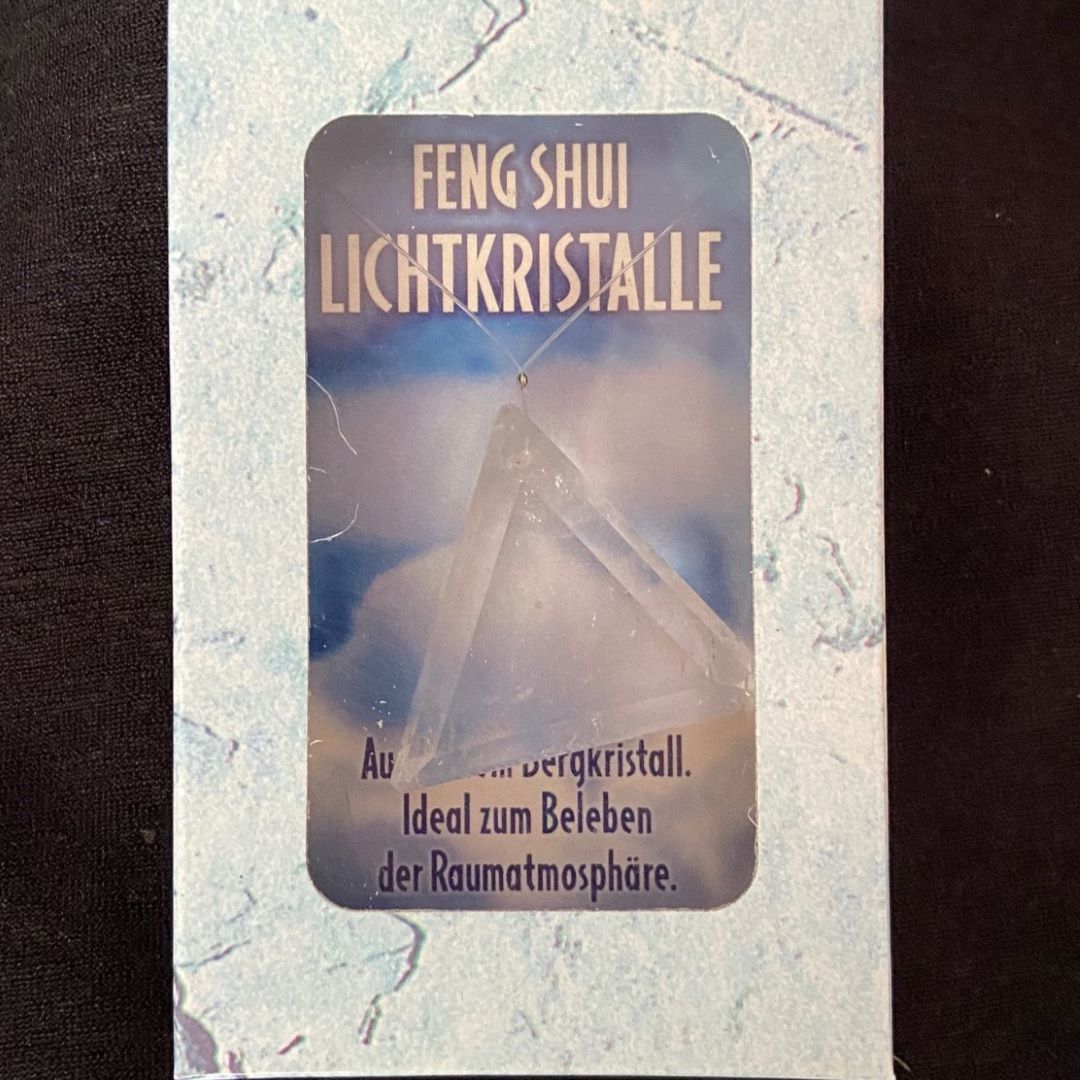 FENG SHUI
LICHTKRISTALLE
Bergkristall.
Ideal zum Beleben
der Raumatmosphäre.